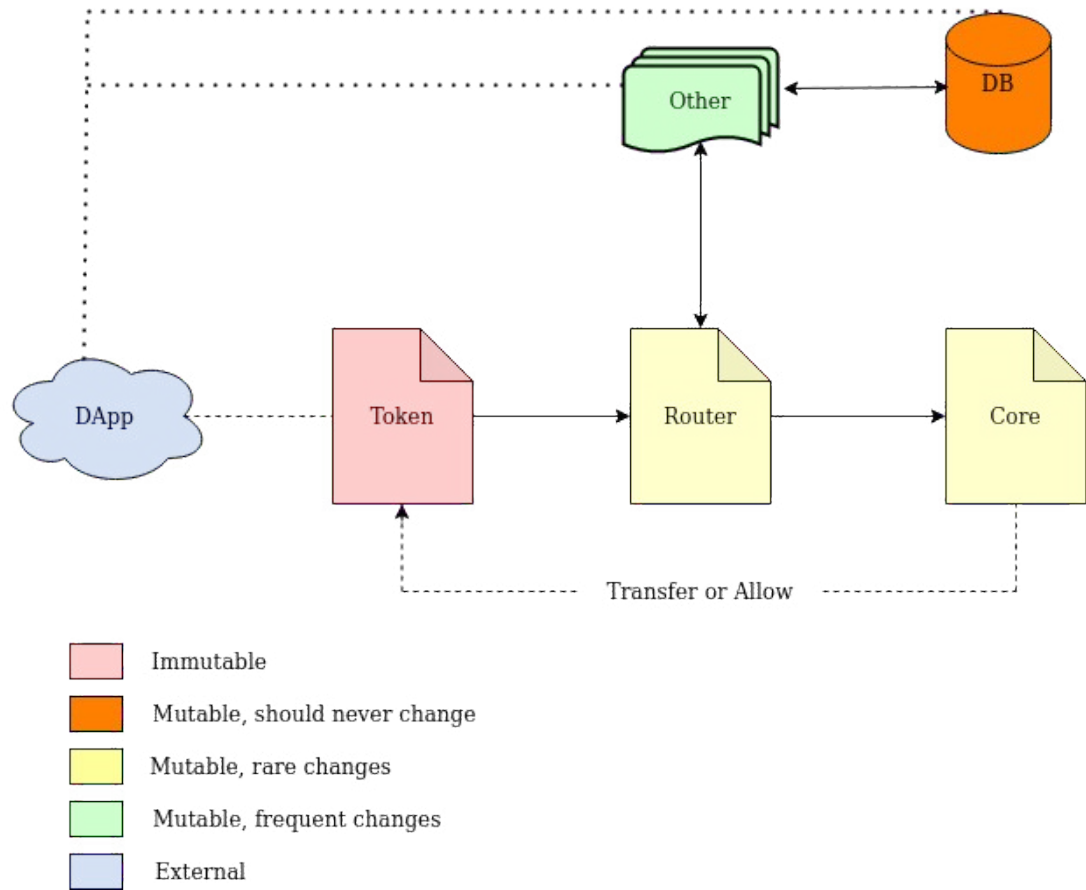 Other
DB
DApp
Token
Router
Core
Transfer or Allow
Immutable
Mutable, should never change
Mutable, rare changes
Mutable, frequent changes
External